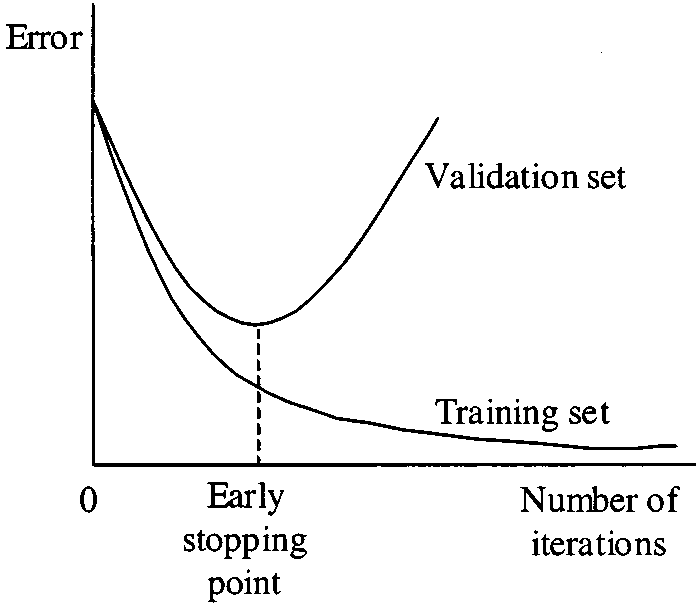 Error
Validation set
Training set
0
Early
stopping
point
Number of
iterations